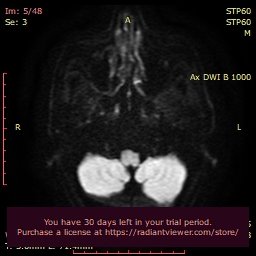 Im: 5/48
Se: 3
STP60
STP60
M
A
Ax DWI B 1000
R
L
You have 30 days left in your trial period.
Purchase a license at https://radiantviewer.com/store/